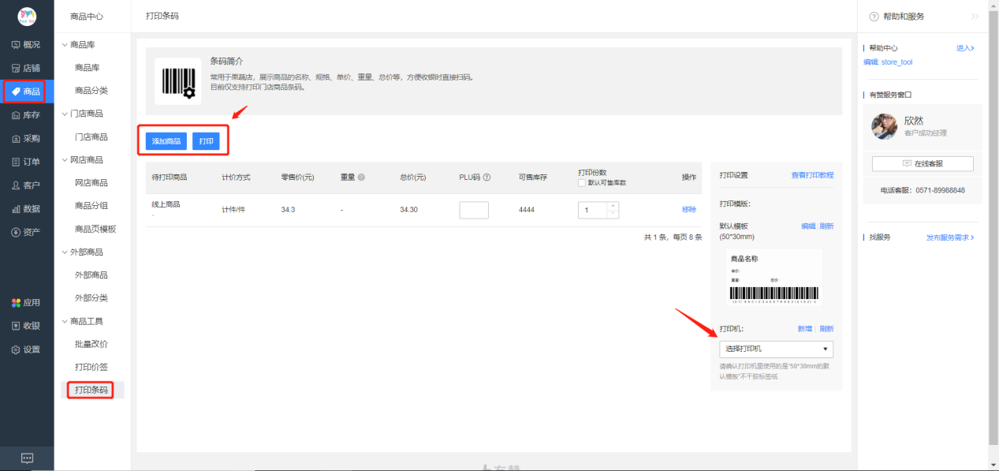 商品中心
打印条码
帮助和服务
概况
店铺
商品
库存
采购
订单
客户
数据
资产
应用
收银
设置
商品库
商品库
商品分类
门店商品
门店商品
网店商品
网店商品
商品分组
商品页模板
外部商品
外部商品
外部分类
商品工具
批量改价
打印价签
打印条码
条码简介
常用于果蔬店，展示商品的名称、规格、单价、重量、总价等，方便收银时直接扫码。
目前仅支持打印门店商品条码。
添加商品 打印
待打印商品 计价方式 零售价(元) 重量 总价(元) PLU码 可售库存 打印份数 操作
默认可售库数
线上商品 计件/件 34.3 - 34.30 4444 1 移除
-
共 1 条，每页 8 条
打印设置 查看打印教程
打印模版:
默认模板 编辑 | 刷新
(50*30mm)
商品名称
单价:
重量: 总价:
打印机: 新增 | 刷新
选择打印机
请确认打印机里使用的是"50*30mm的默
认模板"不干胶标签纸
帮助中心 进入
编辑: store_tool
有赞服务窗口
欣然
客户成功经理
在线客服
电话客服：0571-89988848
找服务 发布服务需求